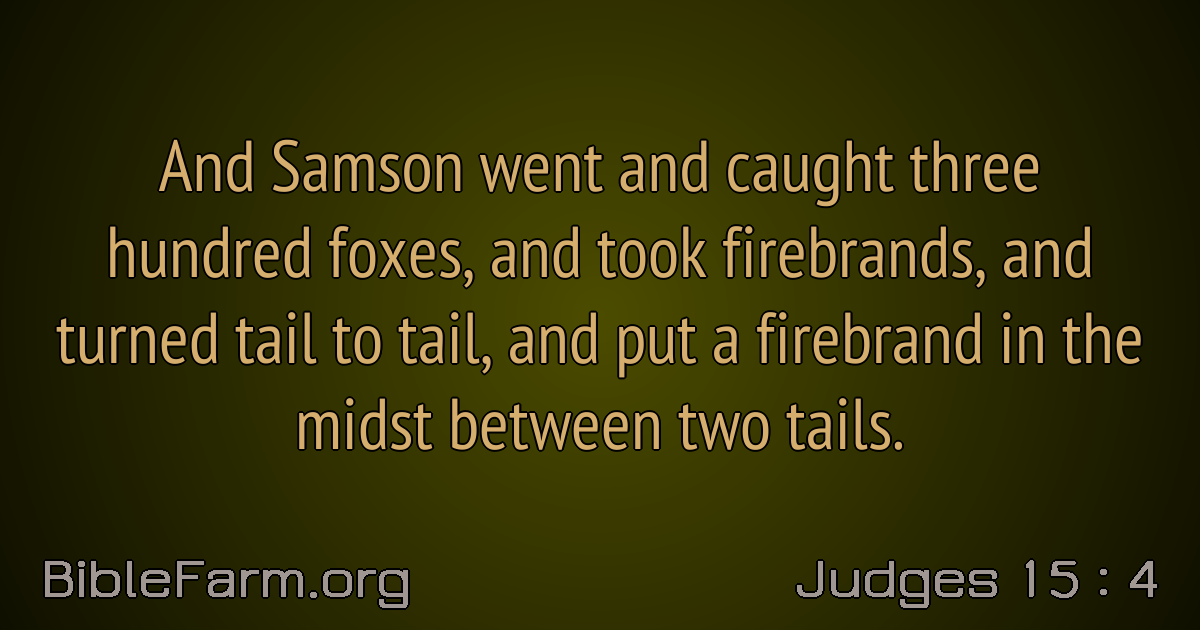 And Samson went and caught three
hundred foxes, and took firebrands, and
turned tail to tail, and put a firebrand in the
midst between two tails.
BibleFarm.org
Judges 15 : 4